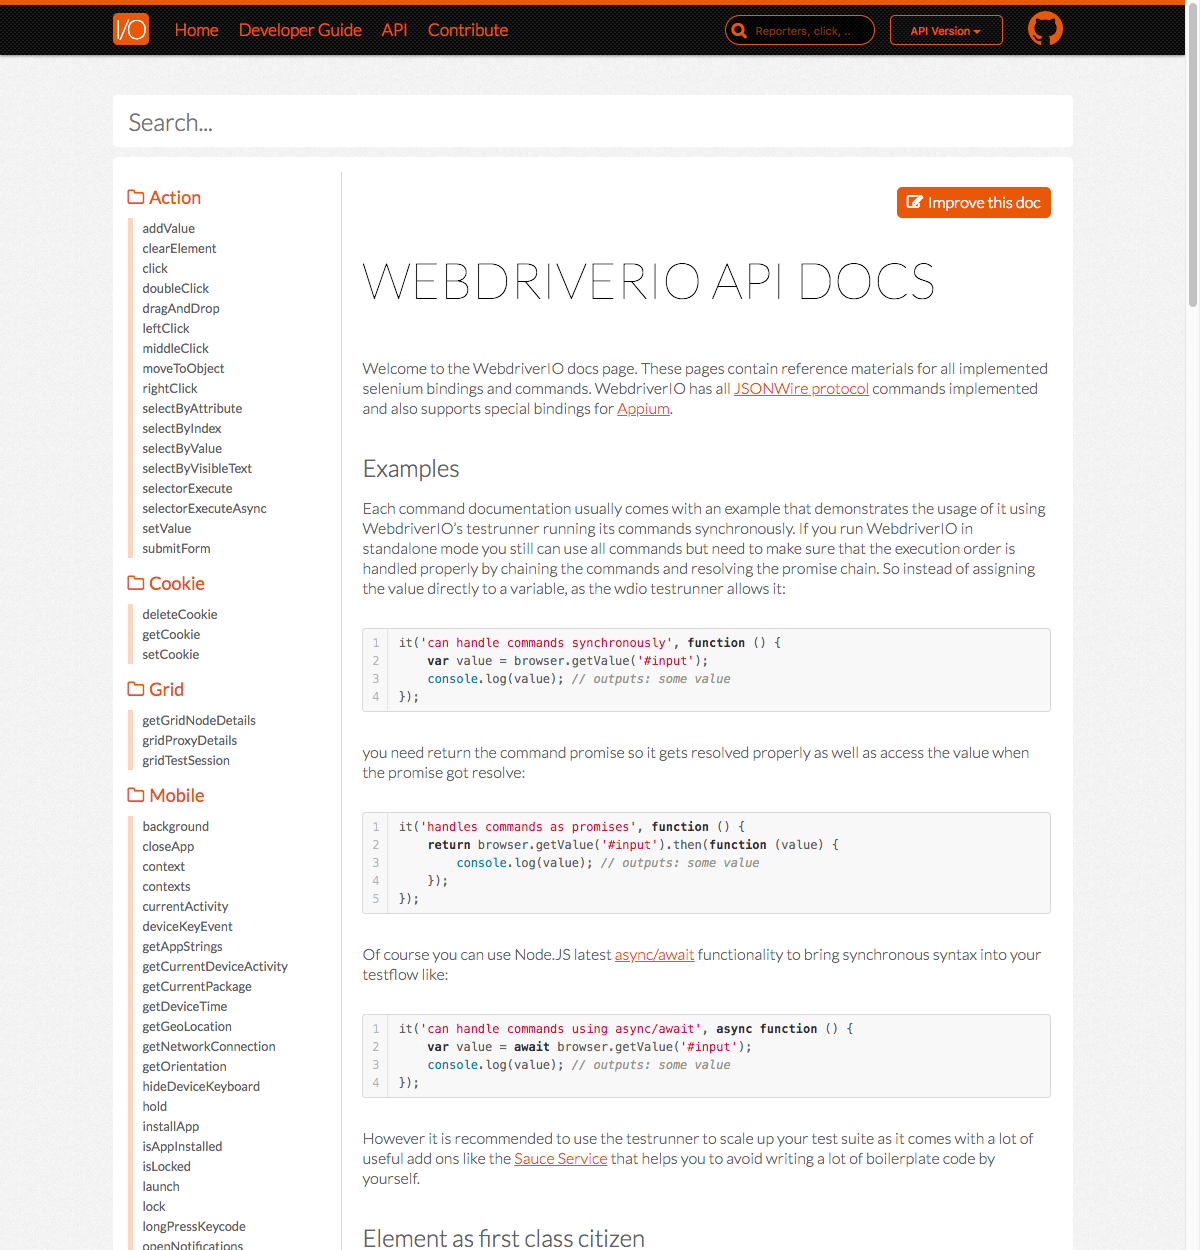 I/O Home Developer Guide API Contribute Reporters, click, .. API Version
Search...
Action
addValue
clearElement
click
doubleClick
dragAndDrop
leftClick
middleClick
moveToObject
rightClick
selectByAttribute
selectByIndex
selectByValue
selectByVisibleText
selectorExecute
selectorExecuteAsync
setValue
submitForm
Cookie
deleteCookie
getCookie
setCookie
Grid
getGridNodeDetails
gridProxyDetails
gridTestSession
Mobile
background
closeApp
context
contexts
currentActivity
deviceKeyEvent
getAppStrings
getCurrentDeviceActivity
getCurrentPackage
getDeviceTime
getGeoLocation
getNetworkConnection
getOrientation
hideDeviceKeyboard
hold
installApp
isAppInstalled
isLocked
launch
lock
longPressKeycode
openNotifications
Improve this doc
WEBDRIVERIO API DOCS
Welcome to the WebdriverIO docs page. These pages contain reference materials for all implemented
selenium bindings and commands. WebdriverIO has all JSONWire protocol commands implemented
and also supports special bindings for Appium.
Examples
Each command documentation usually comes with an example that demonstrates the usage of it using
WebdriverIO's testrunner running its commands synchronously. If you run WebdriverIO in
standalone mode you still can use all commands but need to make sure that the execution order is
handled properly by chaining the commands and resolving the promise chain. So instead of assigning
the value directly to a variable, as the wdio testrunner allows it:
1 it('can handle commands synchronously', function () {
2     var value = browser.getValue('#input');
3     console.log(value); // outputs: some value
4 });
you need return the command promise so it gets resolved properly as well as access the value when
the promise got resolve:
1 it('handles commands as promises', function () {
2     return browser.getValue('#input').then(function (value) {
3         console.log(value); // outputs: some value
4     });
5 });
Of course you can use Node.JS latest async/await functionality to bring synchronous syntax into your
testflow like:
1 it('can handle commands using async/await', async function () {
2     var value = await browser.getValue('#input');
3     console.log(value); // outputs: some value
4 });
However it is recommended to use the testrunner to scale up your test suite as it comes with a lot of
useful add ons like the Sauce Service that helps you to avoid writing a lot of boilerplate code by
yourself.
Element as first class citizen